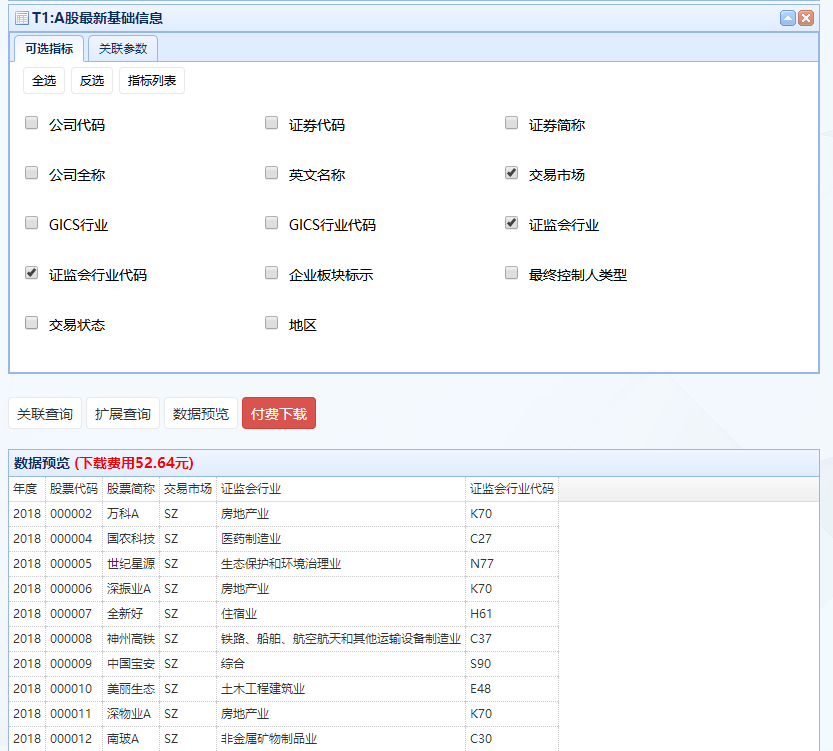 T1:A股最新基础信息
可选指标 关联参数
全选 反选 指标列表
公司代码 证券代码 证券简称
公司全称 英文名称 交易市场
GICS行业 GICS行业代码 证监会行业
证监会行业代码 企业板块标示 最终控制人类型
交易状态 地区
关联查询 扩展查询 数据预览 付费下载
数据预览 (下载费用52.64元)
年度 股票代码 股票简称 交易市场 证监会行业 证监会行业代码
2018 000002 万科A SZ 房地产业 K70
2018 000004 国农科技 SZ 医药制造业 C27
2018 000005 世纪星源 SZ 生态保护和环境治理业 N77
2018 000006 深振业A SZ 房地产业 K70
2018 000007 全新好 SZ 住宿业 H61
2018 000008 神州高铁 SZ 铁路、船舶、航空航天和其他运输设备制造业 C37
2018 000009 中国宝安 SZ 综合 S90
2018 000010 美丽生态 SZ 土木工程建筑业 E48
2018 000011 深物业A SZ 房地产业 K70
2018 000012 南玻A SZ 非金属矿物制品业 C30